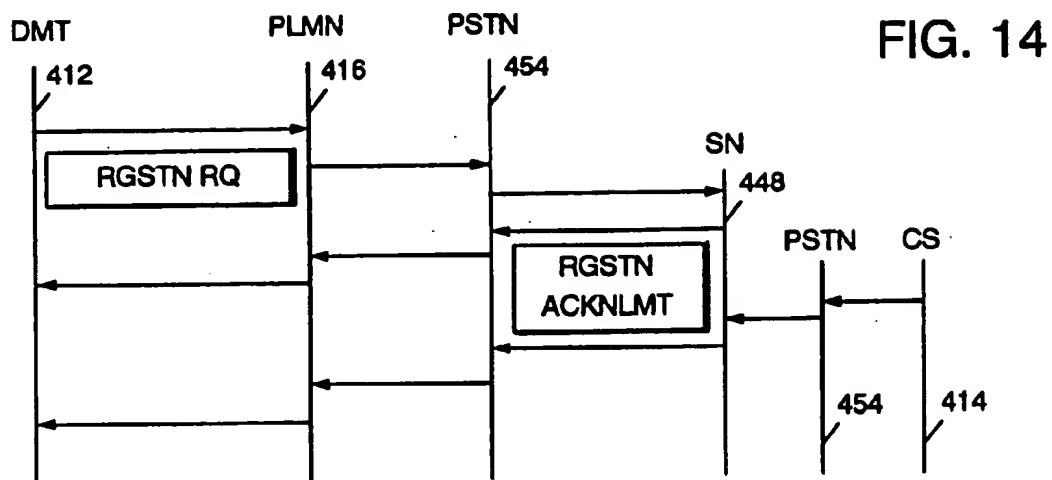 FIG. 14
DMT
PLMN
PSTN
412
416
454
RGSTN RQ
SN
448
PSTN
CS
RGSTN
ACKNLMT
454
414